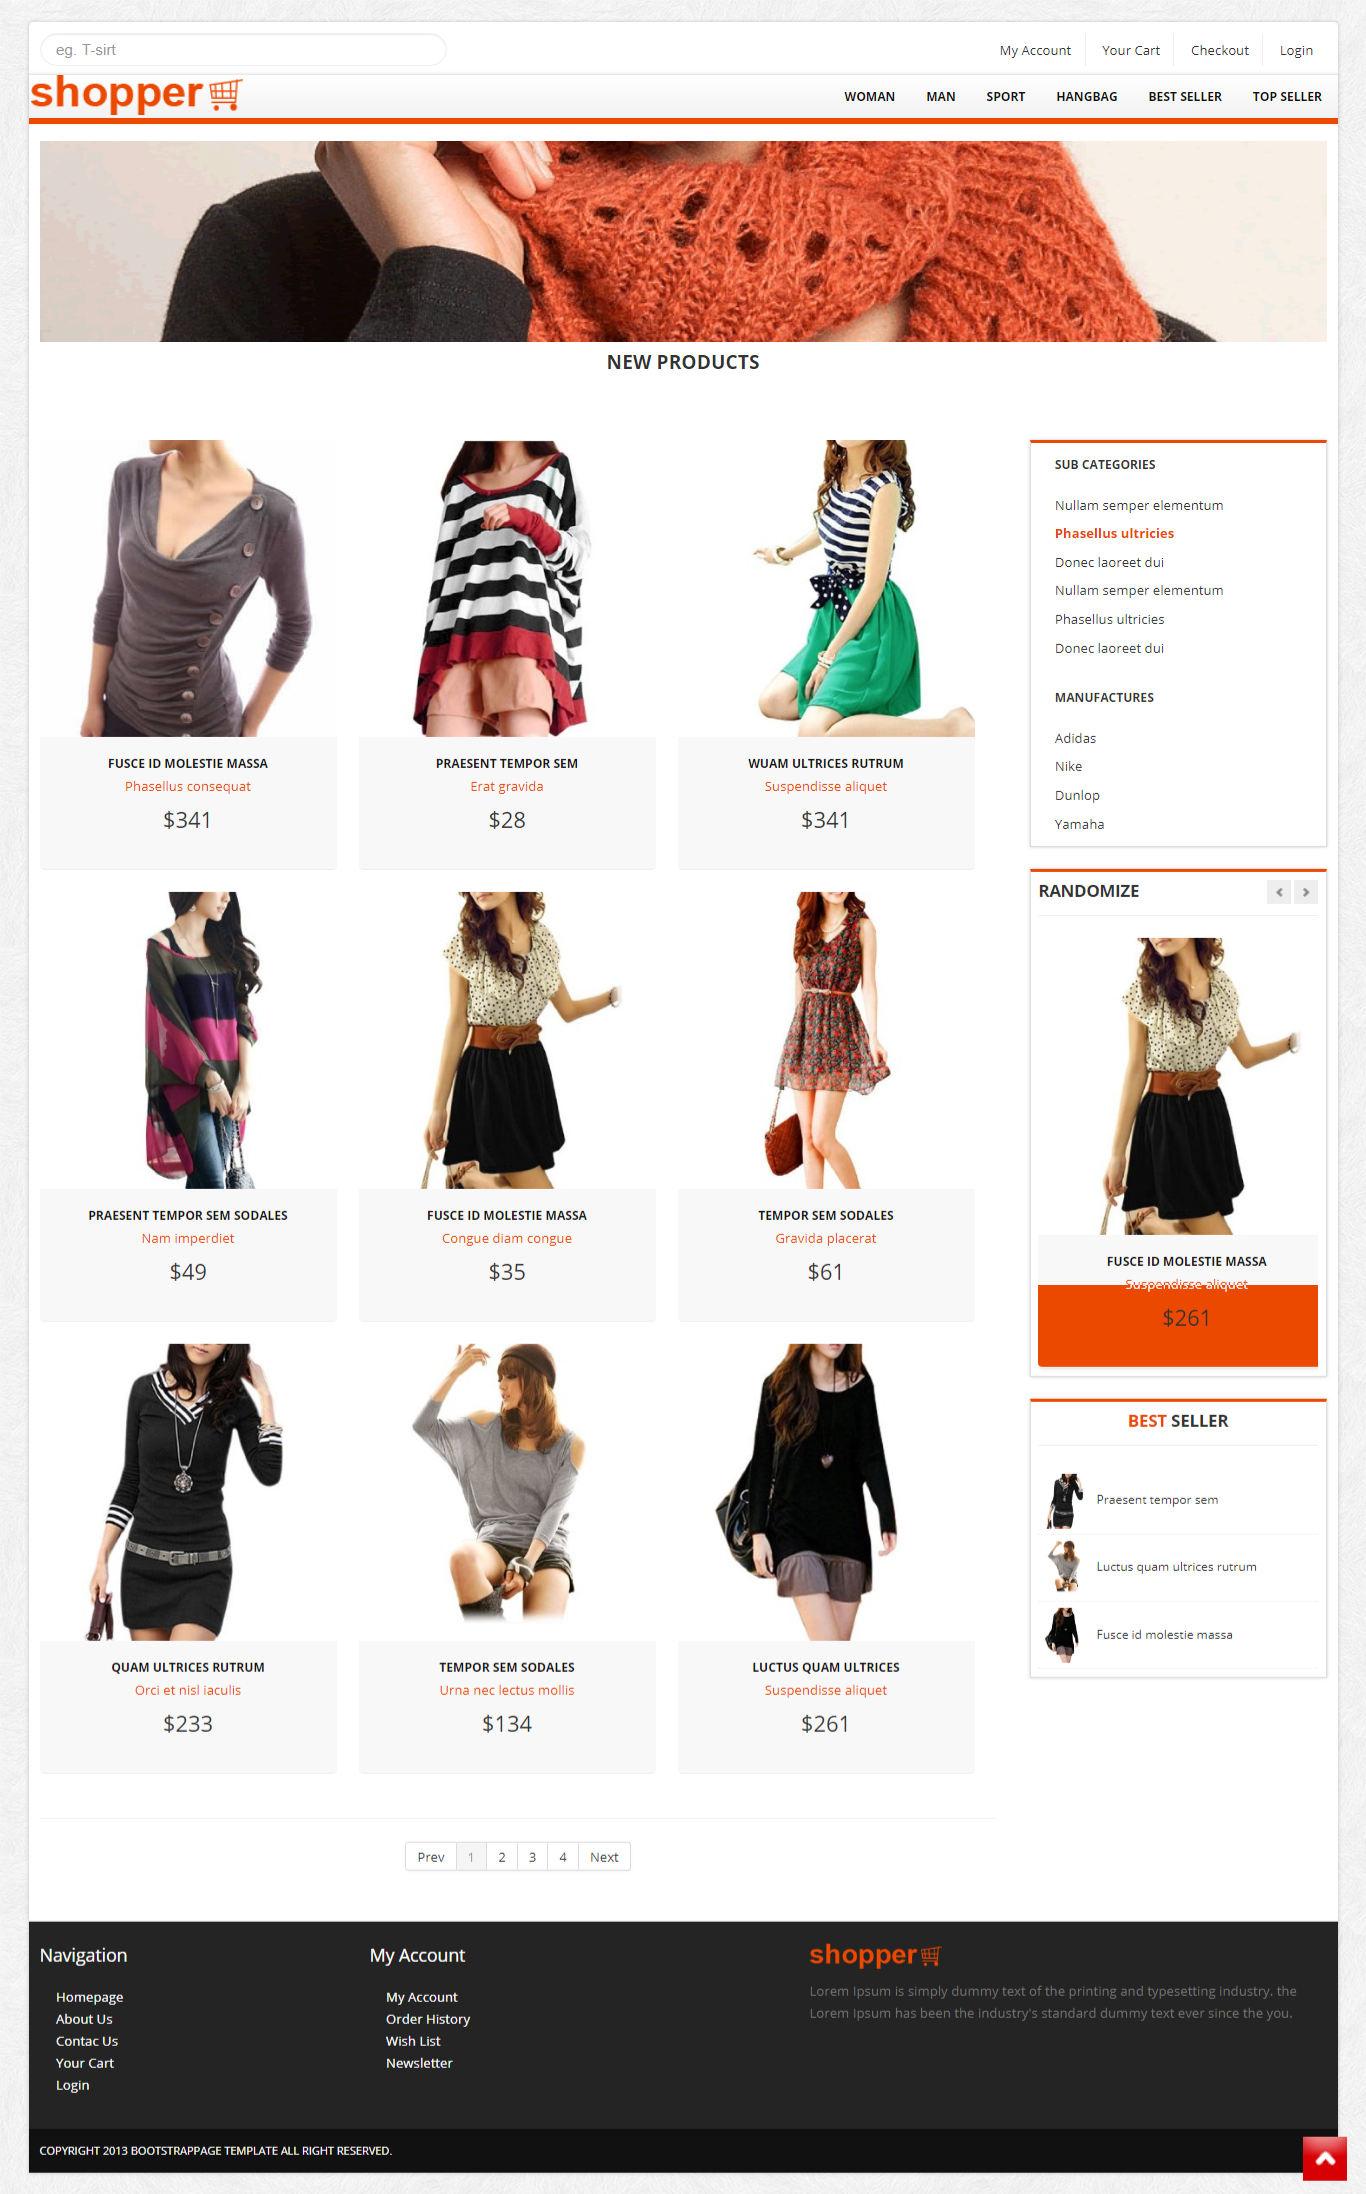 eg. T-sirt
My Account
Your Cart
Checkout
Login
shopper
WOMAN
MAN
SPORT
HANGBAG
BEST SELLER
TOP SELLER
NEW PRODUCTS
FUSCE ID MOLESTIE MASSA
Phasellus consequat
$341
PRAESENT TEMPOR SEM
Erat gravida
$28
WUAM ULTRICES RUTRUM
Suspendisse aliquet
$341
PRAESENT TEMPOR SEM SODALES
Nam imperdiet
$49
FUSCE ID MOLESTIE MASSA
Congue diam congue
$35
TEMPOR SEM SODALES
Gravida placerat
$61
QUAM ULTRICES RUTRUM
Orci et nisl iaculis
$233
TEMPOR SEM SODALES
Urna nec lectus mollis
$134
LUCTUS QUAM ULTRICES
Suspendisse aliquet
$261
SUB CATEGORIES
Nullam semper elementum
Phasellus ultricies
Donec laoreet dui
Nullam semper elementum
Phasellus ultricies
Donec laoreet dui
MANUFACTURES
Adidas
Nike
Dunlop
Yamaha
RANDOMIZE
FUSCE ID MOLESTIE MASSA
Suspendisse aliquet
$261
BEST SELLER
Praesent tempor sem
Luctus quam ultrices rutrum
Fusce id molestie massa
Prev 1 2 3 4 Next
Navigation
Homepage
About Us
Contac Us
Your Cart
Login
My Account
My Account
Order History
Wish List
Newsletter
shopper
Lorem Ipsum is simply dummy text of the printing and typesetting industry. the
Lorem Ipsum has been the industry's standard dummy text ever since the you.
COPYRIGHT 2013 BOOTSTRAPPAGE TEMPLATE ALL RIGHT RESERVED.